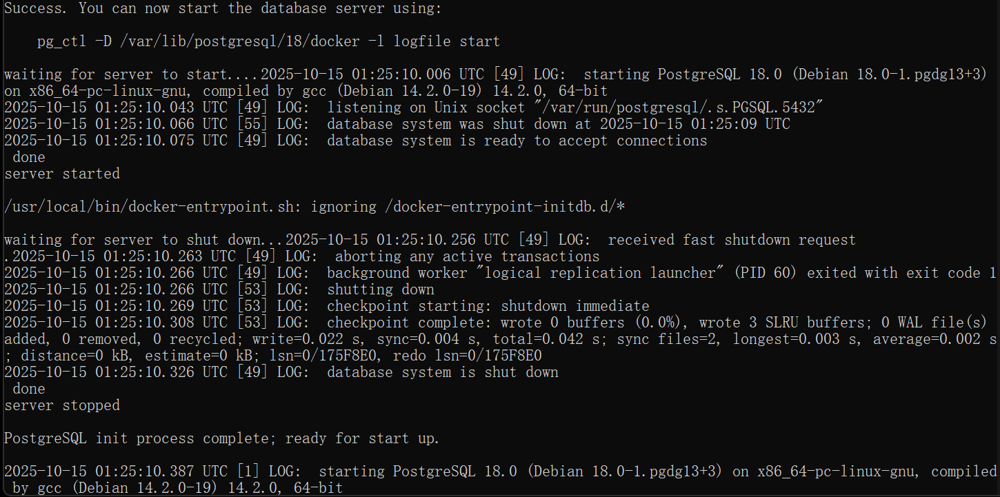 Success. You can now start the database server using:
pg_ctl -D /var/lib/postgresql/18/docker -l logfile start
waiting for server to start....2025-10-15 01:25:10.006 UTC [49] LOG:  starting PostgreSQL 18.0 (Debian 18.0-1.pgdg13+3)
on x86_64-pc-linux-gnu, compiled by gcc (Debian 14.2.0-19) 14.2.0, 64-bit
2025-10-15 01:25:10.043 UTC [49] LOG:  listening on Unix socket "/var/run/postgresql/.s.PGSQL.5432"
2025-10-15 01:25:10.066 UTC [55] LOG:  database system was shut down at 2025-10-15 01:25:09 UTC
2025-10-15 01:25:10.075 UTC [49] LOG:  database system is ready to accept connections
done
server started
/usr/local/bin/docker-entrypoint.sh: ignoring /docker-entrypoint-initdb.d/*
waiting for server to shut down...2025-10-15 01:25:10.256 UTC [49] LOG:  received fast shutdown request
.2025-10-15 01:25:10.263 UTC [49] LOG:  aborting any active transactions
2025-10-15 01:25:10.266 UTC [49] LOG:  background worker "logical replication launcher" (PID 60) exited with exit code 1
2025-10-15 01:25:10.266 UTC [53] LOG:  shutting down
2025-10-15 01:25:10.269 UTC [53] LOG:  checkpoint starting: shutdown immediate
2025-10-15 01:25:10.308 UTC [53] LOG:  checkpoint complete: wrote 0 buffers (0.0%), wrote 3 SLRU buffers; 0 WAL file(s)
added, 0 removed, 0 recycled; write=0.022 s, sync=0.004 s, total=0.042 s; sync files=2, longest=0.003 s, average=0.002 s
; distance=0 kB, estimate=0 kB; lsn=0/175F8E0, redo lsn=0/175F8E0
2025-10-15 01:25:10.326 UTC [49] LOG:  database system is shut down
done
server stopped
PostgreSQL init process complete; ready for start up.
2025-10-15 01:25:10.387 UTC [1] LOG:  starting PostgreSQL 18.0 (Debian 18.0-1.pgdg13+3) on x86_64-pc-linux-gnu, compiled
by gcc (Debian 14.2.0-19) 14.2.0, 64-bit